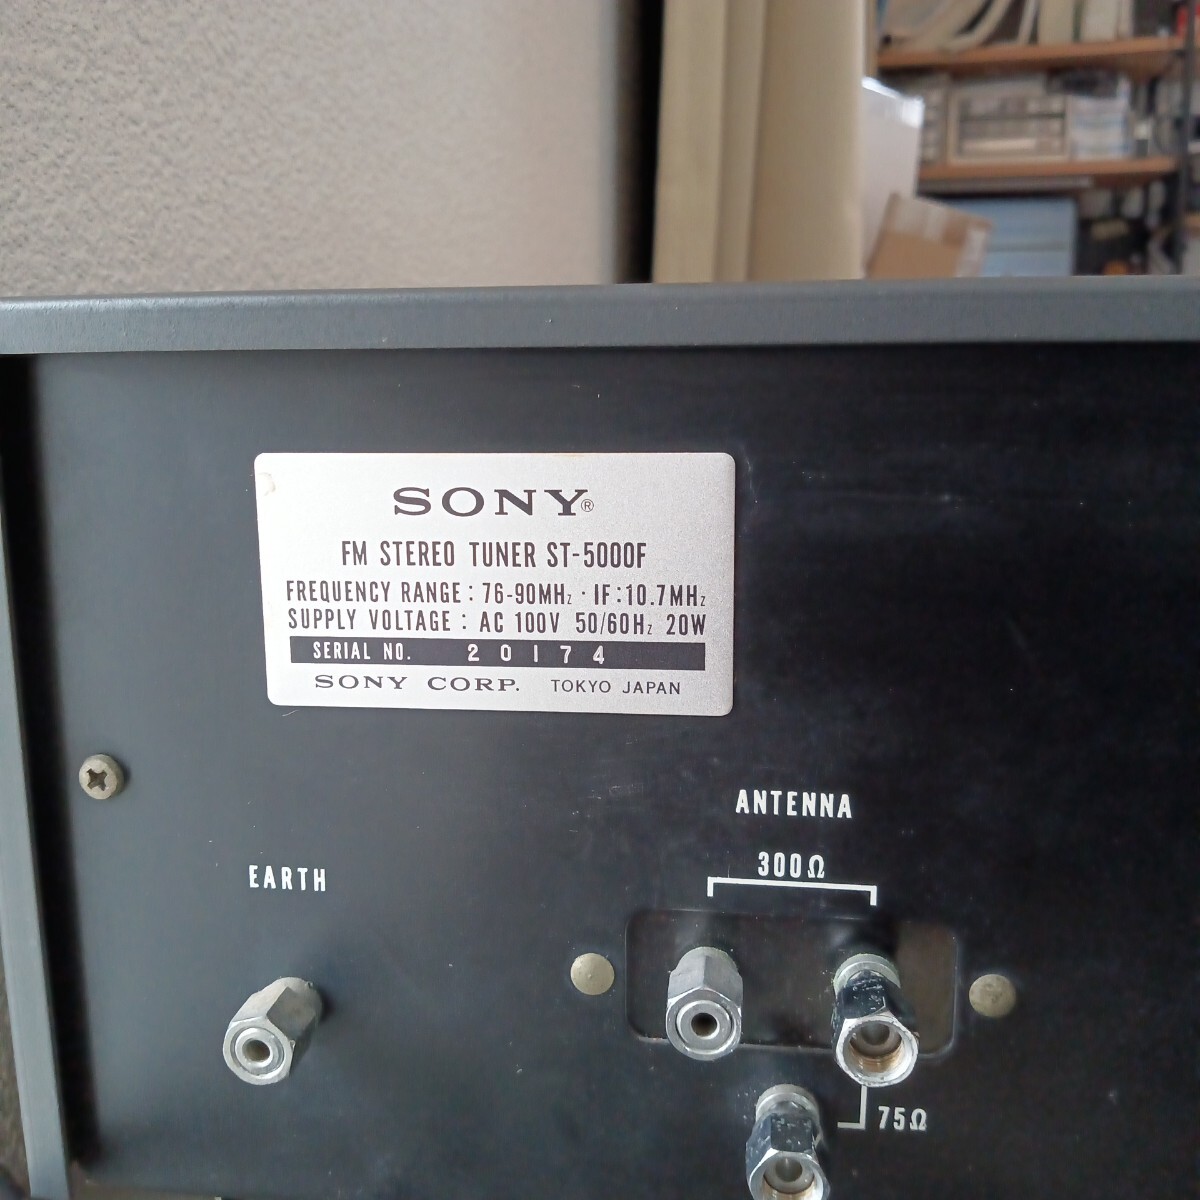 SONY®
FM STEREO TUNER ST-5000F
FREQUENCY RANGE : 76-90MHz · IF : 10.7MHz
SUPPLY VOLTAGE : AC 100V 50/60Hz 20W
SERIAL NO. 20174
SONY CORP. TOKYO JAPAN
ANTENNA
300Ω
EARTH
75Ω